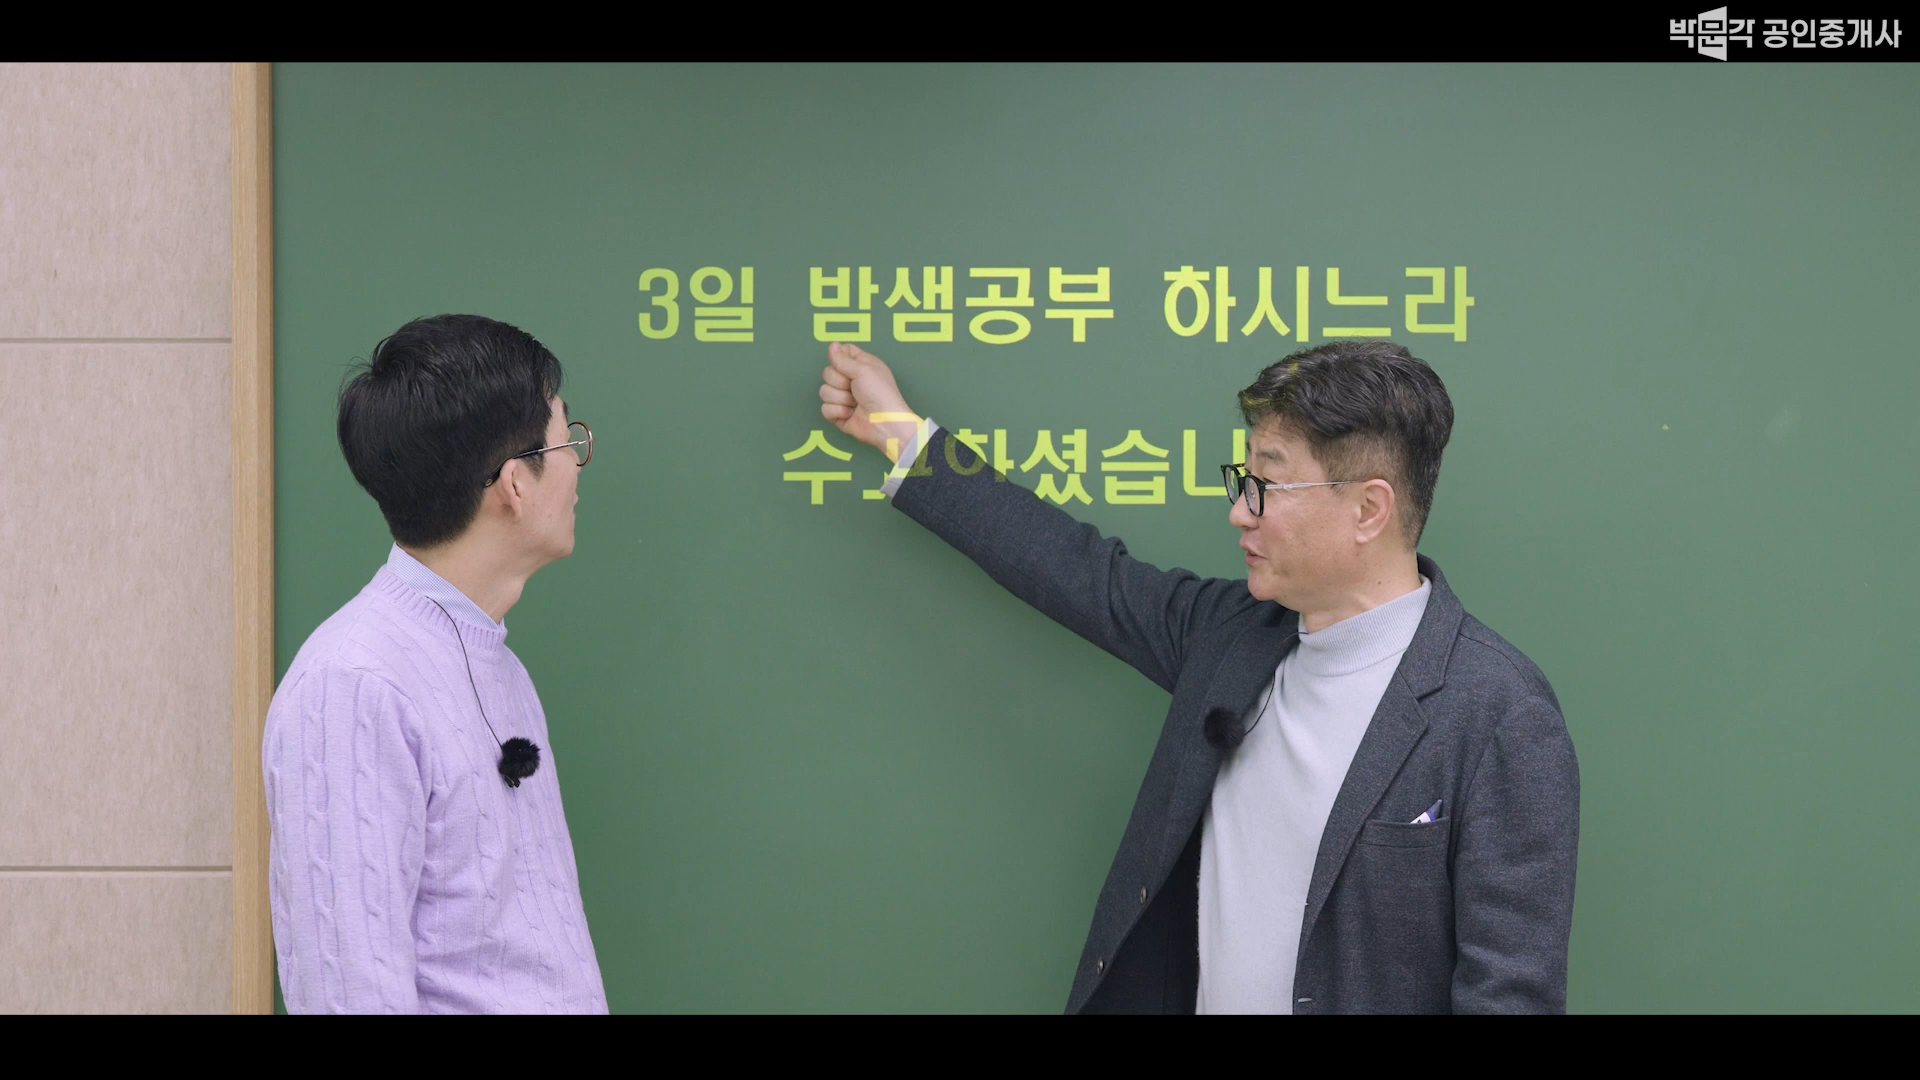 박문각 공인중개사
3일 밤샘공부 하시느라
수고하셨습니